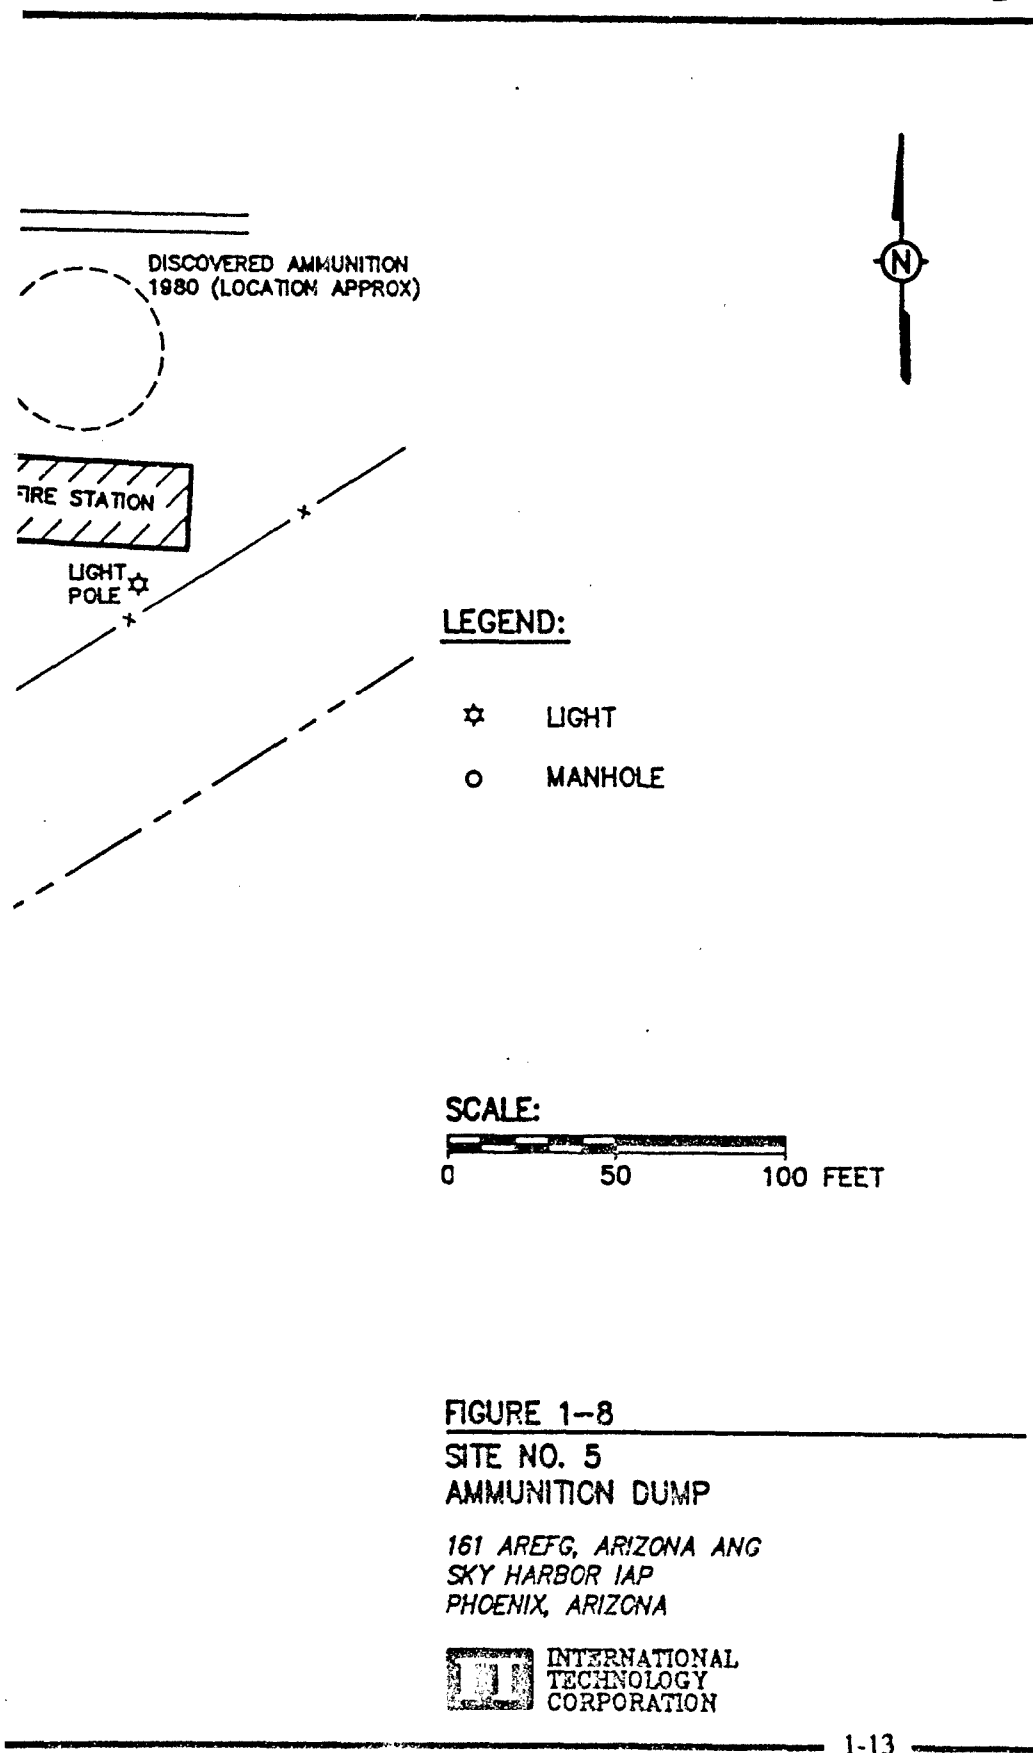 DISCOVERED AMMUNITION
1980 (LOCATION APPROX)
N
FIRE STATION
LIGHT
POLE
LEGEND:
LIGHT
MANHOLE
SCALE:
0 50 100 FEET
FIGURE 1-8
SITE NO. 5
AMMUNITION DUMP
161 AREFG, ARIZONA ANG
SKY HARBOR IAP
PHOENIX, ARIZONA
IT
INTERNATIONAL
TECHNOLOGY
CORPORATION
1-13